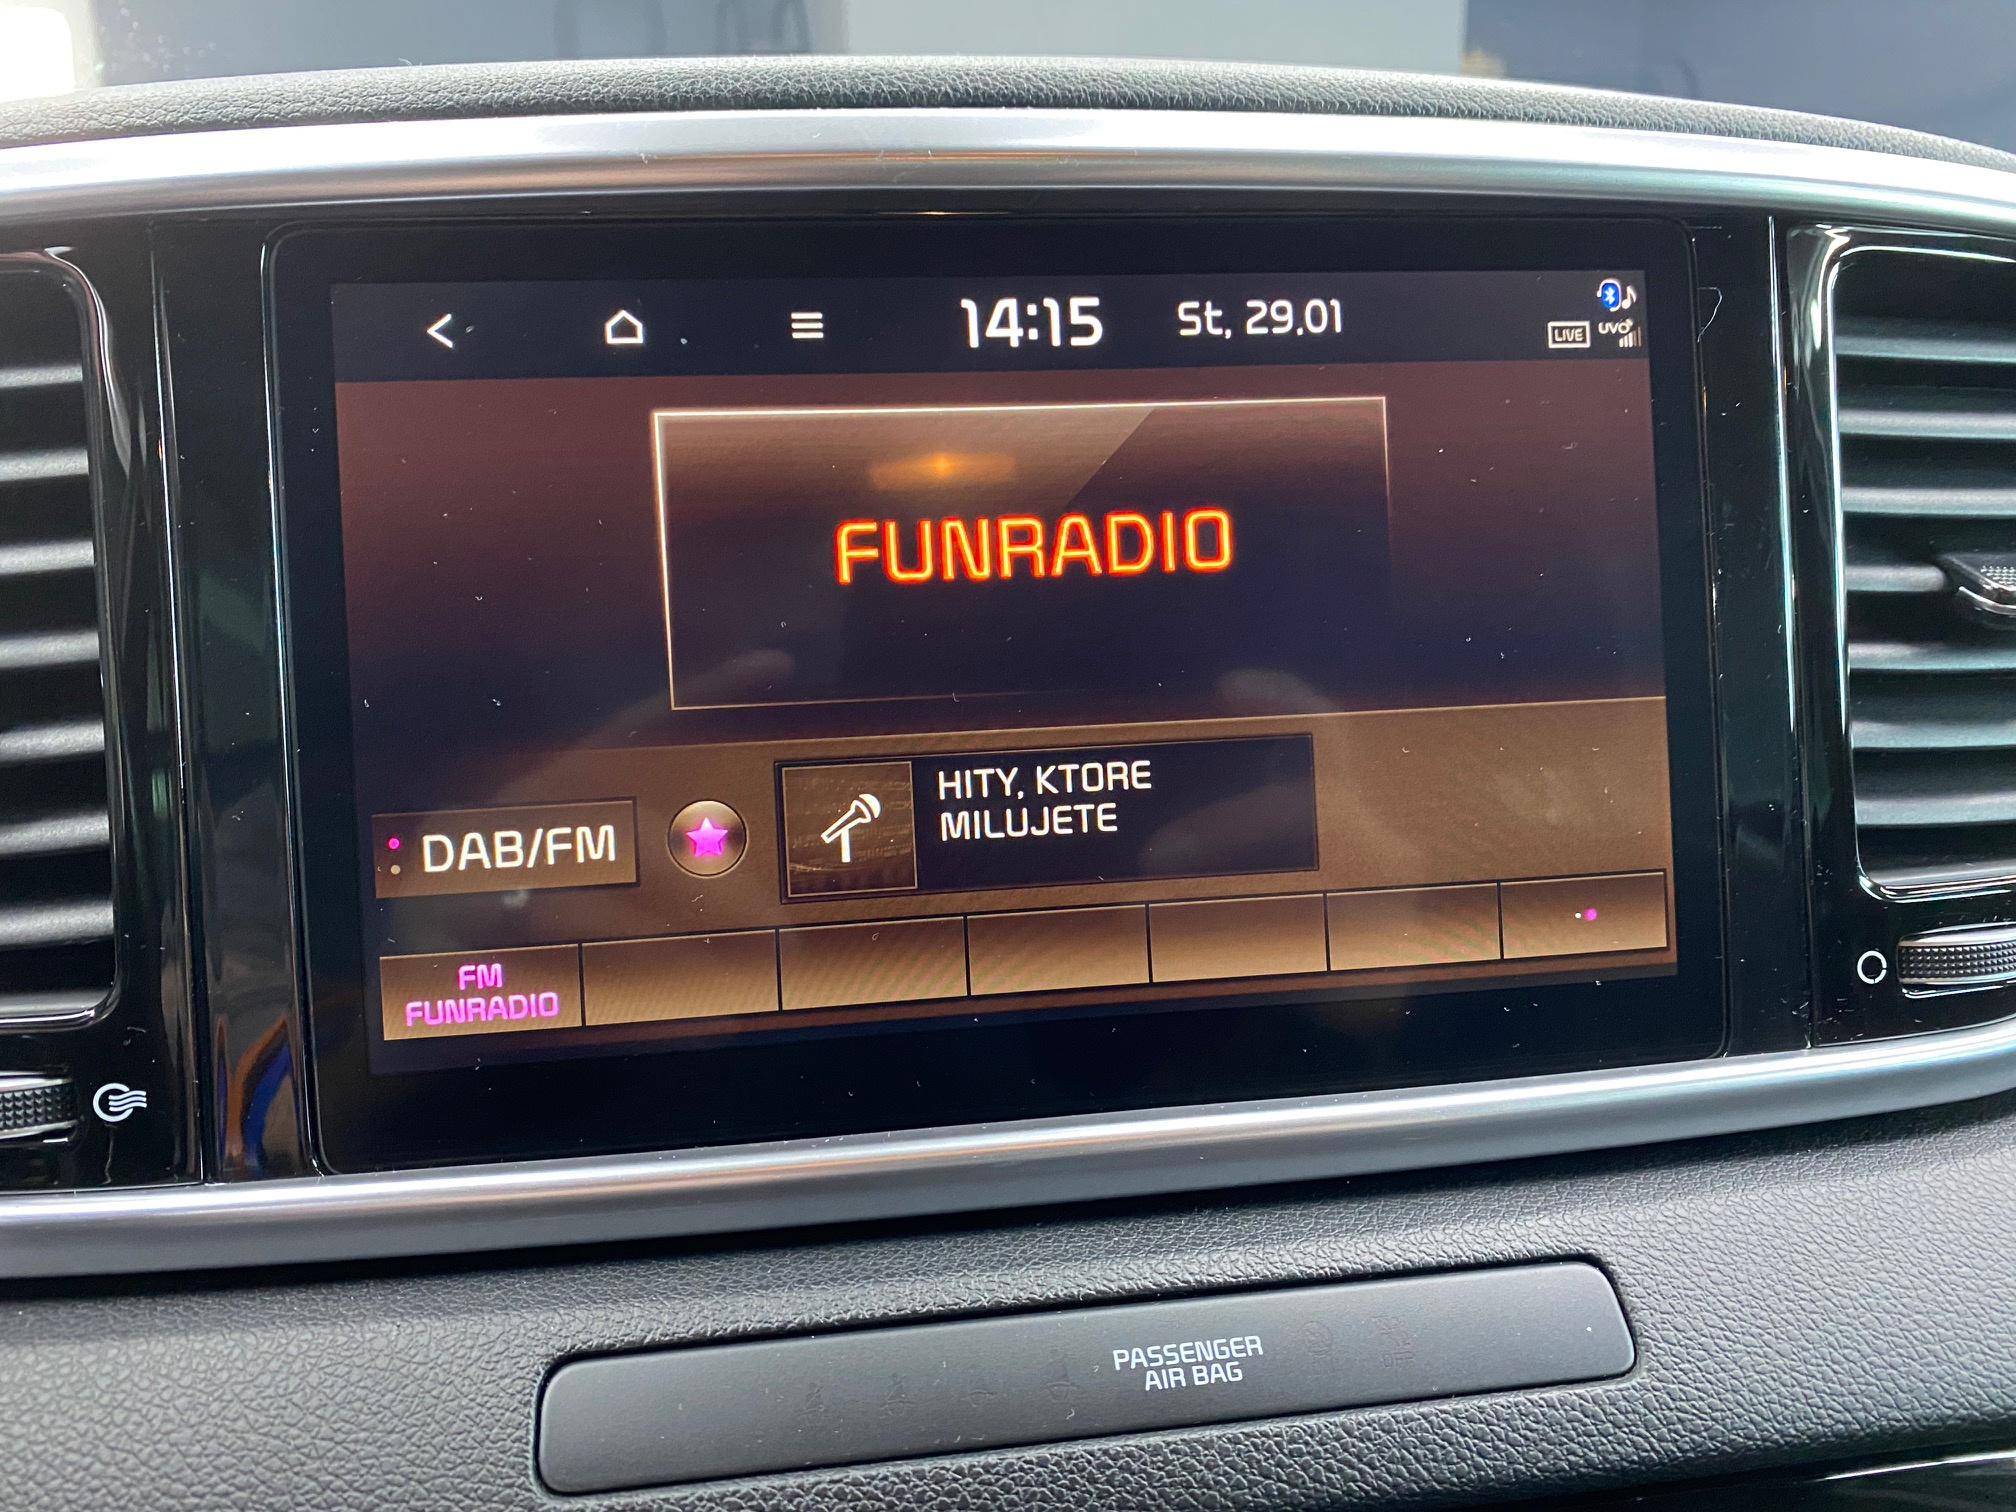 14:15 St, 29.01
LIVE UVO
FUNRADIO
HITY, KTORE
MILUJETE
DAB/FM
FM
FUNRADIO
PASSENGER
AIR BAG